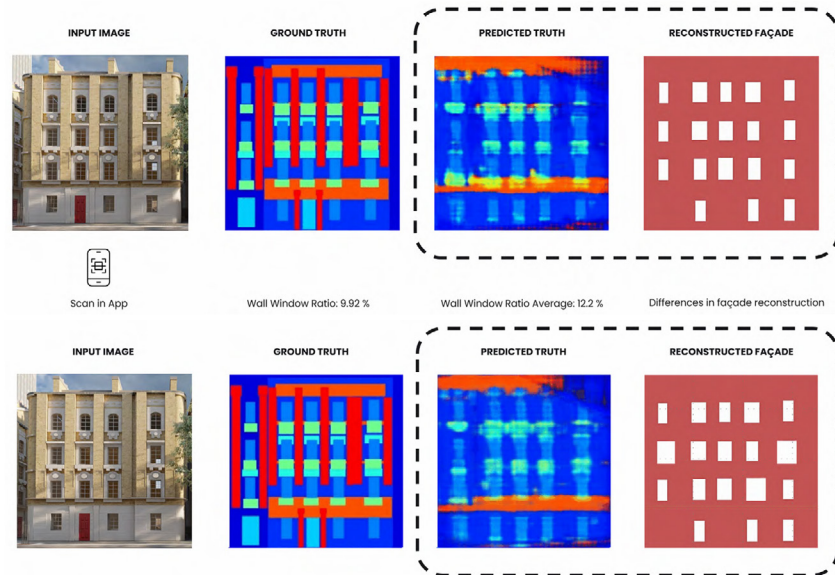 INPUT IMAGE
GROUND TRUTH
PREDICTED TRUTH
RECONSTRUCTED FAÇADE
Scan in App
Wall Window Ratio: 9.92 %
Wall Window Ratio Average: 12.2 %
Differences in façade reconstruction
INPUT IMAGE
GROUND TRUTH
PREDICTED TRUTH
RECONSTRUCTED FAÇADE